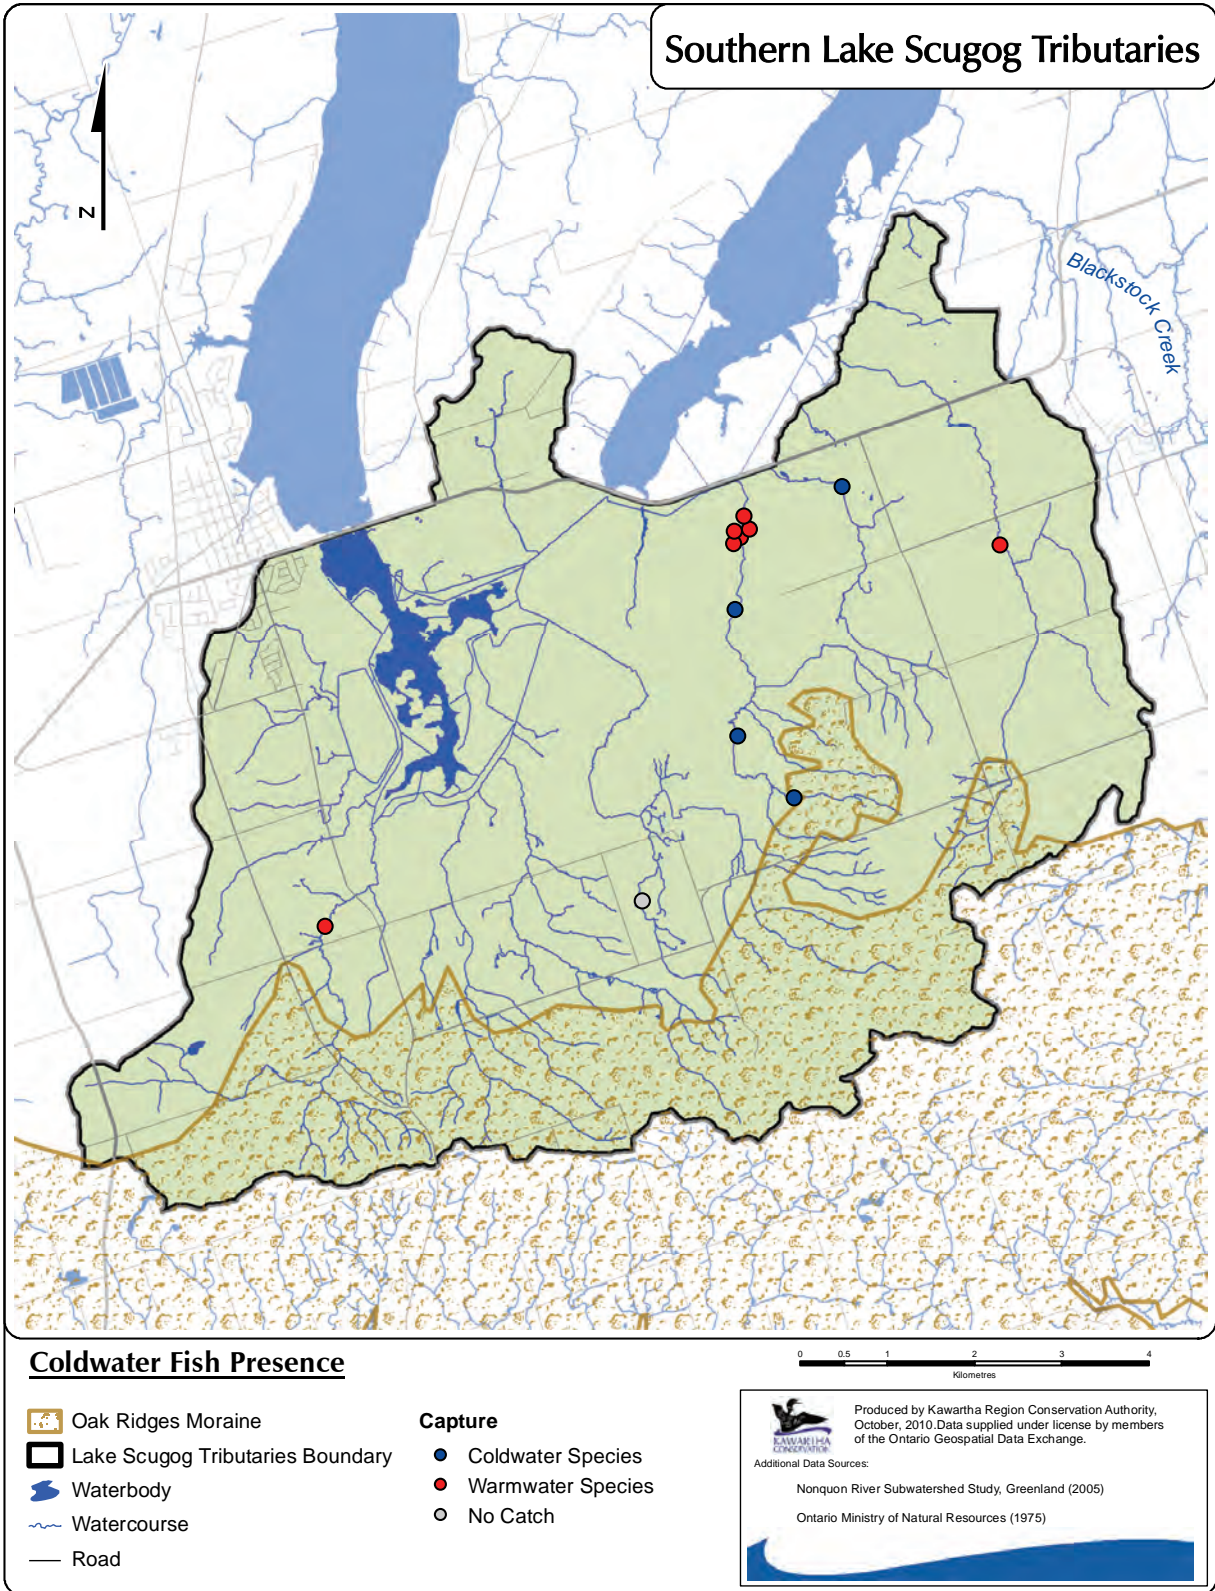 Southern Lake Scugog Tributaries
N
Blackstock Creek
Coldwater Fish Presence
Oak Ridges Moraine
Lake Scugog Tributaries Boundary
Waterbody
Watercourse
Road
Capture
Coldwater Species
Warmwater Species
No Catch
0 0.5 1 2 3 4
Kilometres
KAWARTHA
CONSERVATION
Produced by Kawartha Region Conservation Authority,
October, 2010.Data supplied under license by members
of the Ontario Geospatial Data Exchange.
Additional Data Sources:
Nonquon River Subwatershed Study, Greenland (2005)
Ontario Ministry of Natural Resources (1975)